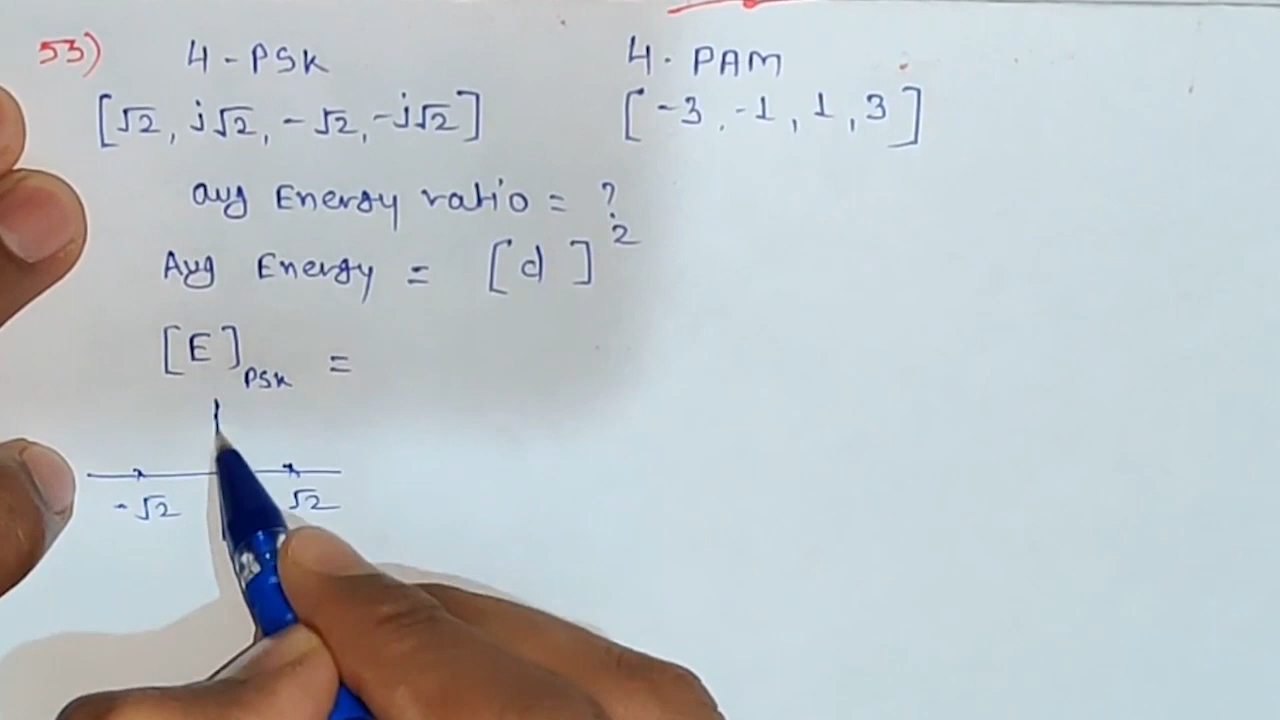 53) 4-PSK 4. PAM
[√2, j√2, -√2, -j√2] [-3, -1, 1, 3]
avg Energy ratio = ?
Avg Energy = [d]²
[E]PSK =
-√2 √2